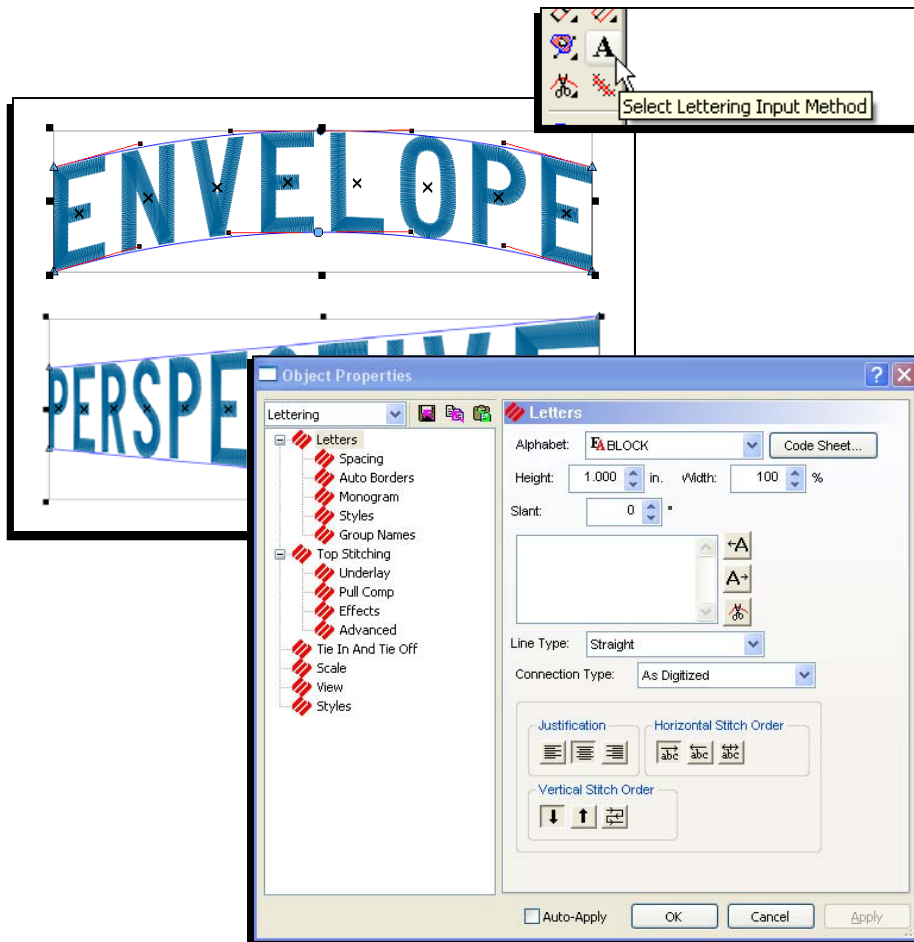 Select Lettering Input Method
ENVELOPE
PERSPECTIVE
Object Properties
Lettering
Letters
Spacing
Auto Borders
Monogram
Styles
Group Names
Top Stitching
Underlay
Pull Comp
Effects
Advanced
Tie In And Tie Off
Scale
View
Styles
Letters
Alphabet: EA BLOCK Code Sheet...
Height: 1.000 in. Width: 100 %
Slant: 0 °
Line Type: Straight
Connection Type: As Digitized
Justification Horizontal Stitch Order
abc abc abc
Vertical Stitch Order
Auto-Apply OK Cancel Apply